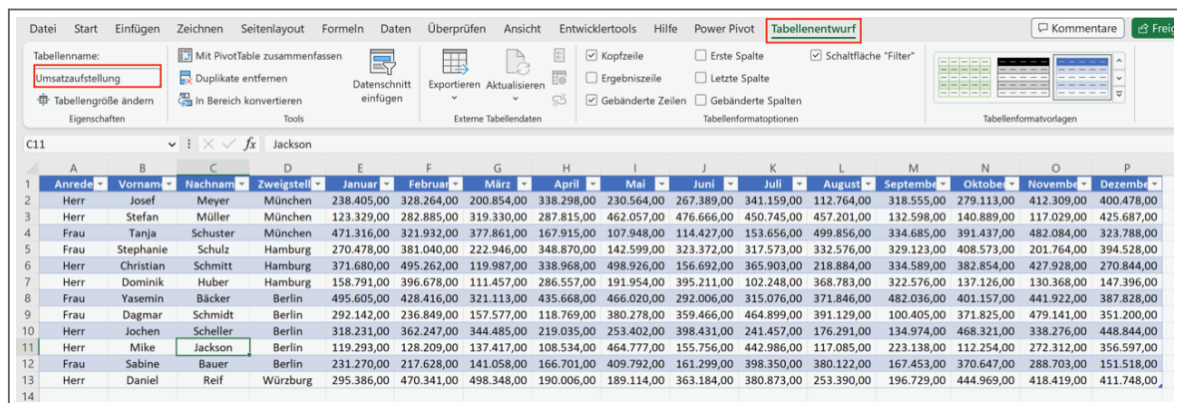 Datei Start Einfügen Zeichnen Seitenlayout Formeln Daten Überprüfen Ansicht Entwicklertools Hilfe Power Pivot Tabellenentwurf Kommentare Freig
Tabellenname:
Umsatzaufstellung
Tabellengröße ändern
Eigenschaften
Mit PivotTable zusammenfassen
Duplikate entfernen
In Bereich konvertieren
Datenschnitt
einfügen
Tools
Exportieren Aktualisieren
Externe Tabellendaten
Kopfzeile Erste Spalte Schaltfläche "Filter"
Ergebniszeile Letzte Spalte
Gebänderte Zeilen Gebänderte Spalten
Tabellenformatoptionen
Tabellenformatvorlagen
C11 fx Jackson
A B C D E F G H I J K L M N O P
1 Anrede Vornam Nachnam Zweigstell Januar Februar März April Mai Juni Juli August Septembe Oktober Novembe Dezembe
2 Herr Josef Meyer München 238.405,00 328.264,00 200.854,00 338.298,00 230.564,00 267.389,00 341.159,00 112.764,00 318.555,00 279.113,00 412.309,00 400.478,00
3 Herr Stefan Müller München 123.329,00 282.885,00 319.330,00 287.815,00 462.057,00 476.666,00 450.745,00 457.201,00 132.598,00 140.889,00 117.029,00 425.687,00
4 Frau Tanja Schuster München 471.316,00 321.932,00 377.861,00 167.915,00 107.948,00 114.427,00 153.656,00 499.856,00 334.685,00 391.437,00 482.084,00 323.788,00
5 Frau Stephanie Schulz Hamburg 270.478,00 381.040,00 222.946,00 348.870,00 142.599,00 323.372,00 317.573,00 332.576,00 329.123,00 408.573,00 201.764,00 394.528,00
6 Herr Christian Schmitt Hamburg 371.680,00 495.262,00 119.987,00 338.968,00 498.926,00 156.692,00 365.903,00 218.884,00 334.589,00 382.854,00 427.928,00 270.844,00
7 Herr Dominik Huber Hamburg 158.791,00 396.678,00 111.457,00 286.557,00 191.954,00 395.211,00 102.248,00 368.783,00 322.576,00 137.126,00 130.368,00 147.396,00
8 Frau Yasemin Bäcker Berlin 495.605,00 428.416,00 321.113,00 435.668,00 466.020,00 292.006,00 315.076,00 371.846,00 482.036,00 401.157,00 441.922,00 387.828,00
9 Frau Dagmar Schmidt Berlin 292.142,00 236.849,00 157.577,00 118.769,00 380.278,00 359.466,00 464.899,00 391.129,00 100.405,00 371.825,00 479.141,00 351.200,00
10 Herr Jochen Scheller Berlin 318.231,00 362.247,00 344.485,00 219.035,00 253.402,00 398.431,00 241.457,00 176.291,00 134.974,00 468.321,00 338.276,00 448.844,00
11 Herr Mike Jackson Berlin 119.293,00 128.209,00 137.417,00 108.534,00 464.777,00 155.756,00 442.986,00 117.085,00 223.138,00 112.254,00 272.312,00 356.597,00
12 Frau Sabine Bauer Berlin 231.270,00 217.628,00 141.058,00 166.701,00 409.792,00 161.299,00 398.350,00 380.122,00 167.453,00 370.647,00 288.703,00 151.518,00
13 Herr Daniel Reif Würzburg 295.386,00 470.341,00 498.348,00 190.006,00 189.114,00 363.184,00 380.873,00 253.390,00 196.729,00 444.969,00 418.419,00 411.748,00
14